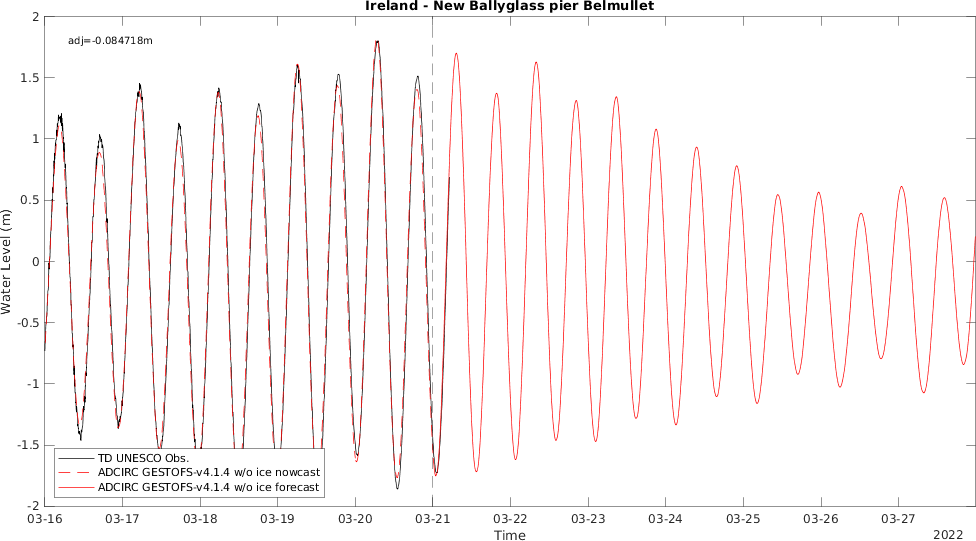 Ireland - New Ballyglass pier Belmullet
adj=-0.084718m
2
1.5
1
0.5
0
-0.5
-1
-1.5
-2
Water Level (m)
TD UNESCO Obs.
ADCIRC GESTOFS-v4.1.4 w/o ice nowcast
ADCIRC GESTOFS-v4.1.4 w/o ice forecast
03-16 03-17 03-18 03-19 03-20 03-21 03-22 03-23 03-24 03-25 03-26 03-27
Time
2022